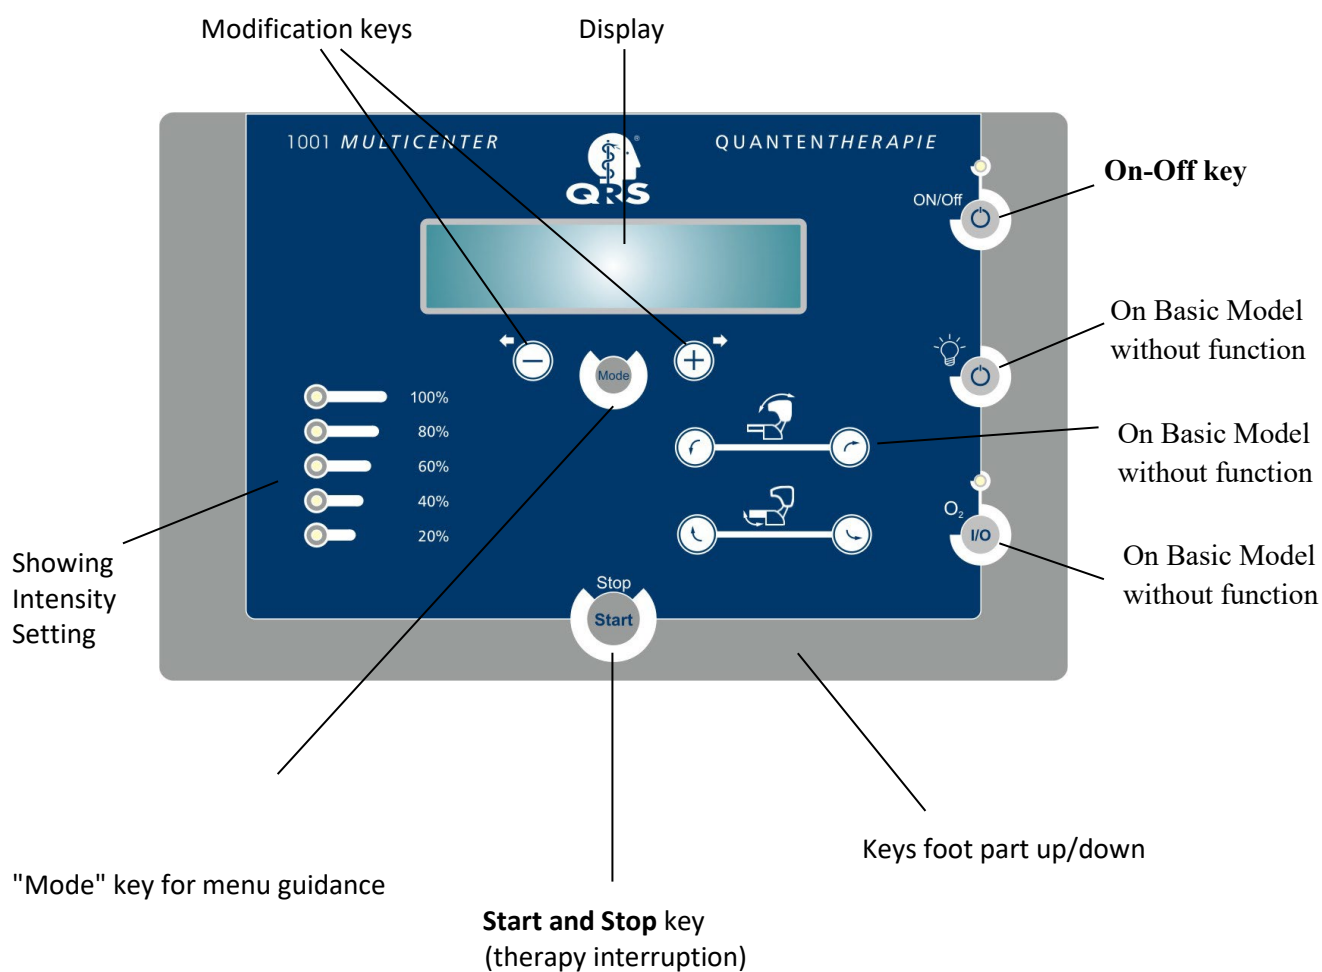 Modification keys
Display
1001 MULTICENTER
QRS
®
QUANTENTHERAPIE
On-Off key
ON/Off
On Basic Model
without function
Mode
100%
80%
60%
40%
20%
On Basic Model
without function
O₂
I/O
On Basic Model
without function
Showing
Intensity
Setting
Stop
Start
Keys foot part up/down
"Mode" key for menu guidance
Start and Stop key
(therapy interruption)